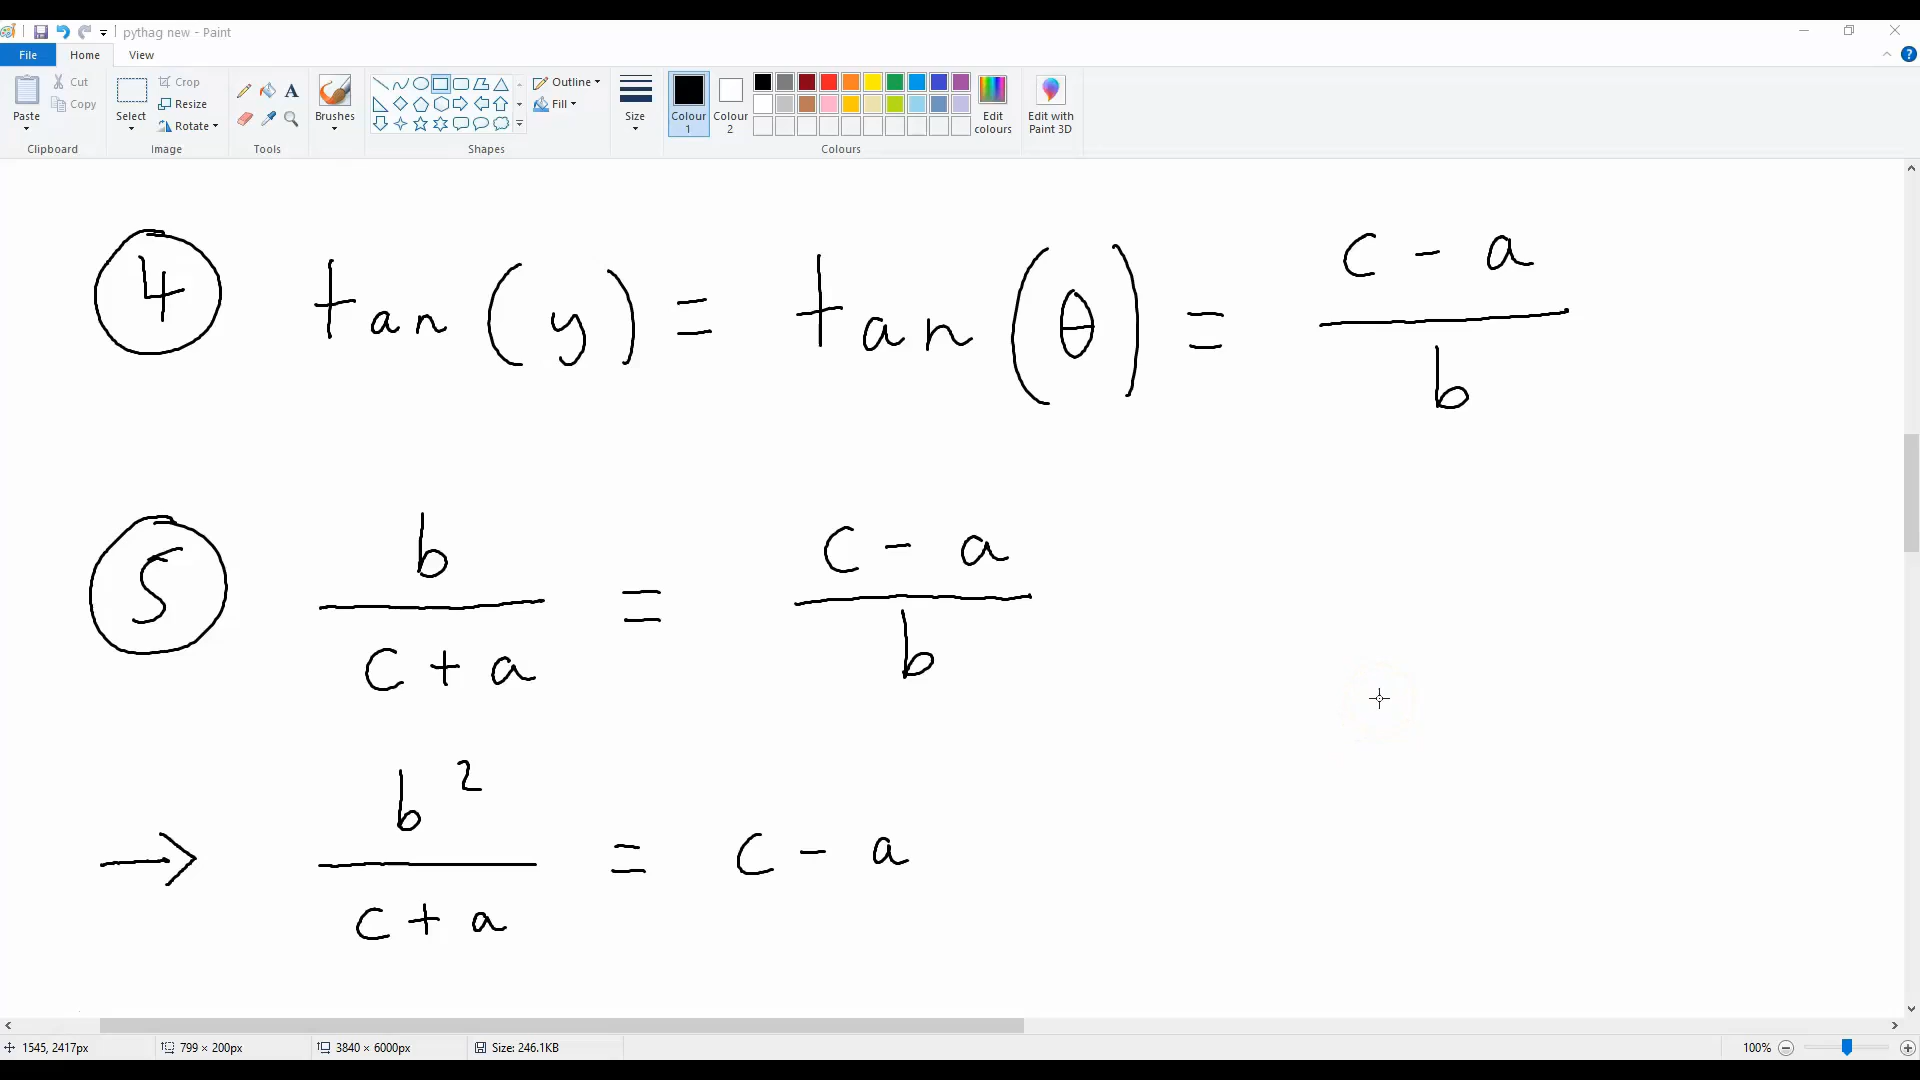 pythag new - Paint
File Home View
Paste Cut Copy Select Crop Resize Rotate Brushes Outline Fill Size Colour 1 Colour 2 Edit colours Edit with Paint 3D
Clipboard Image Tools Shapes Colours
4 tan(y) = tan(θ) = c - a / b
5 b / c + a = c - a / b
→ b² / c + a = c - a
1545, 2417px 799 × 200px 3840 × 6000px Size: 246.1KB 100%